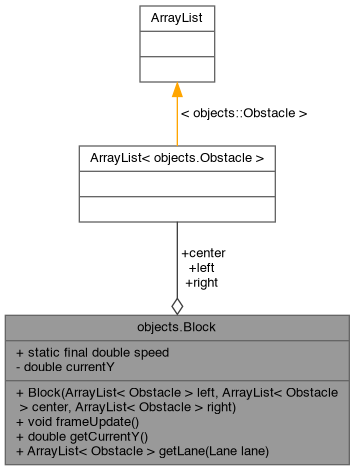 ArrayList
< objects::Obstacle >
ArrayList< objects.Obstacle >
+center
+left
+right
objects.Block
+ static final double speed
- double currentY
+ Block(ArrayList< Obstacle > left, ArrayList< Obstacle
> center, ArrayList< Obstacle > right)
+ void frameUpdate()
+ double getCurrentY()
+ ArrayList< Obstacle > getLane(Lane lane)